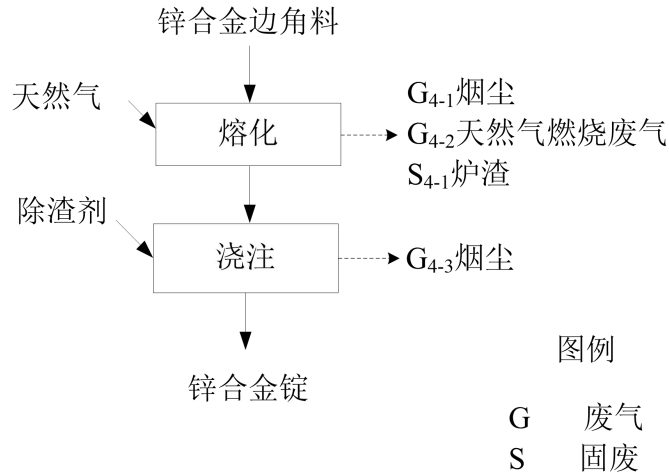 锌合金边角料
天然气
熔化
G4-1烟尘
G4-2天然气燃烧废气
S4-1炉渣
除渣剂
浇注
G4-3烟尘
锌合金锭
图例
G 废气
S 固废